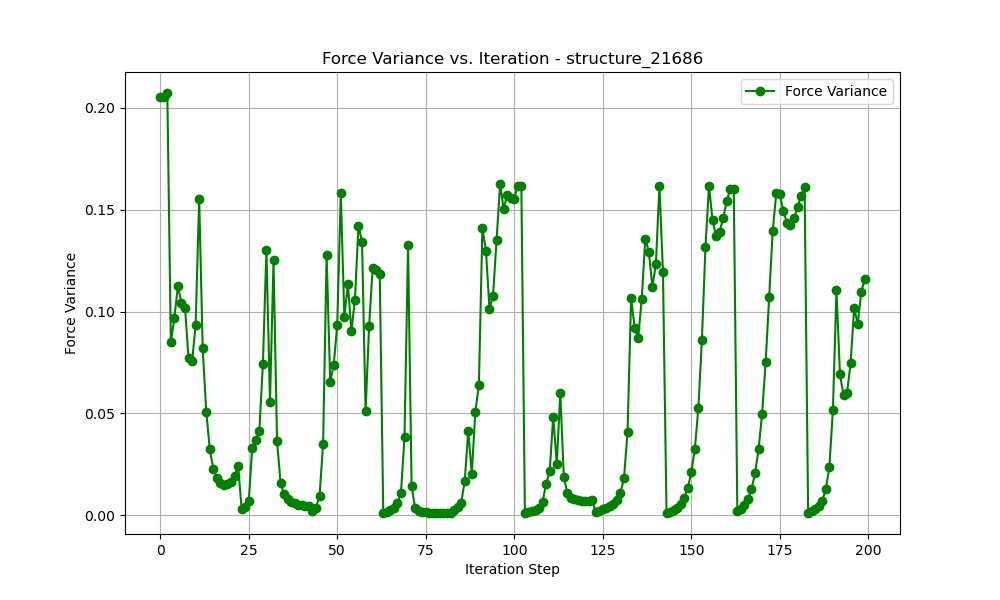 Force Variance vs. Iteration - structure_21686
Force Variance
0.20
0.15
0.10
0.05
0.00
Force Variance
0 25 50 75 100 125 150 175 200
Iteration Step